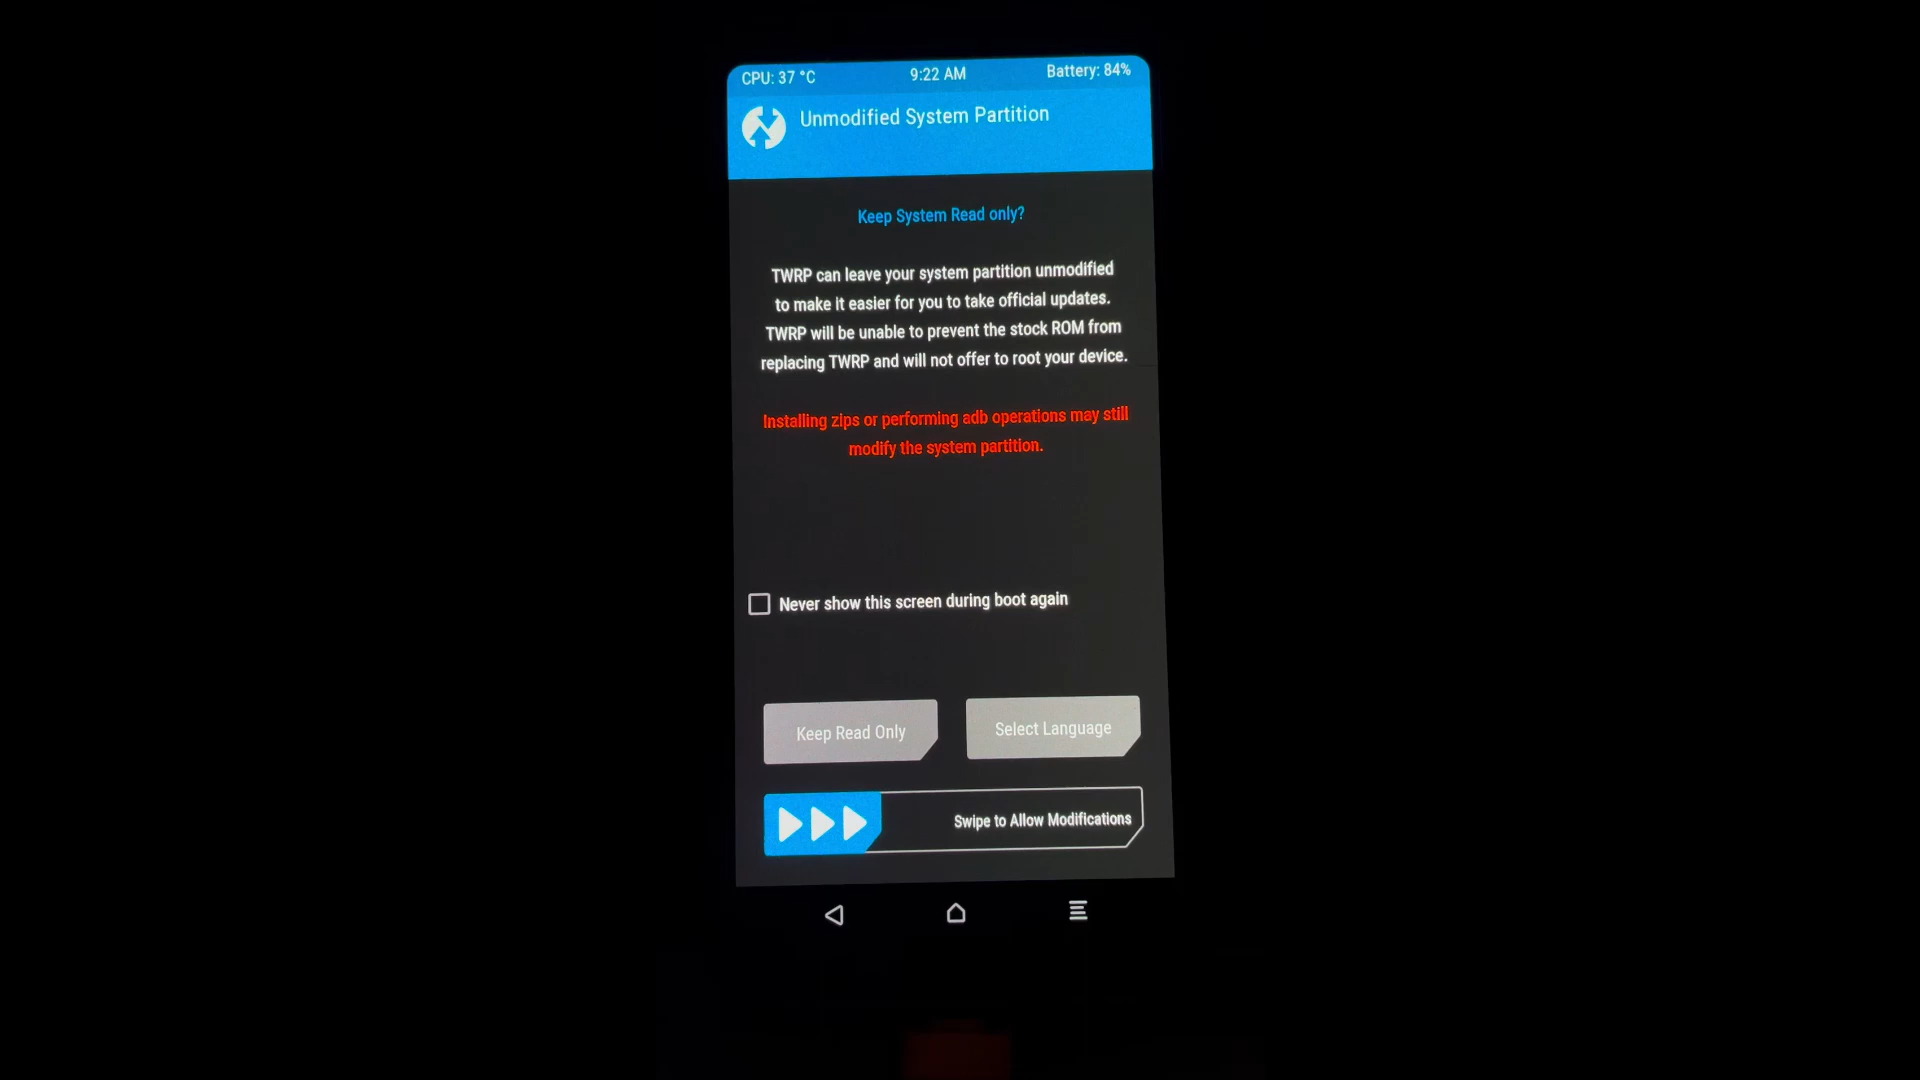 CPU: 37 °C 9:22 AM Battery: 84%
Unmodified System Partition
Keep System Read only?
TWRP can leave your system partition unmodified
to make it easier for you to take official updates.
TWRP will be unable to prevent the stock ROM from
replacing TWRP and will not offer to root your device.
Installing zips or performing adb operations may still
modify the system partition.
Never show this screen during boot again
Keep Read Only Select Language
Swipe to Allow Modifications